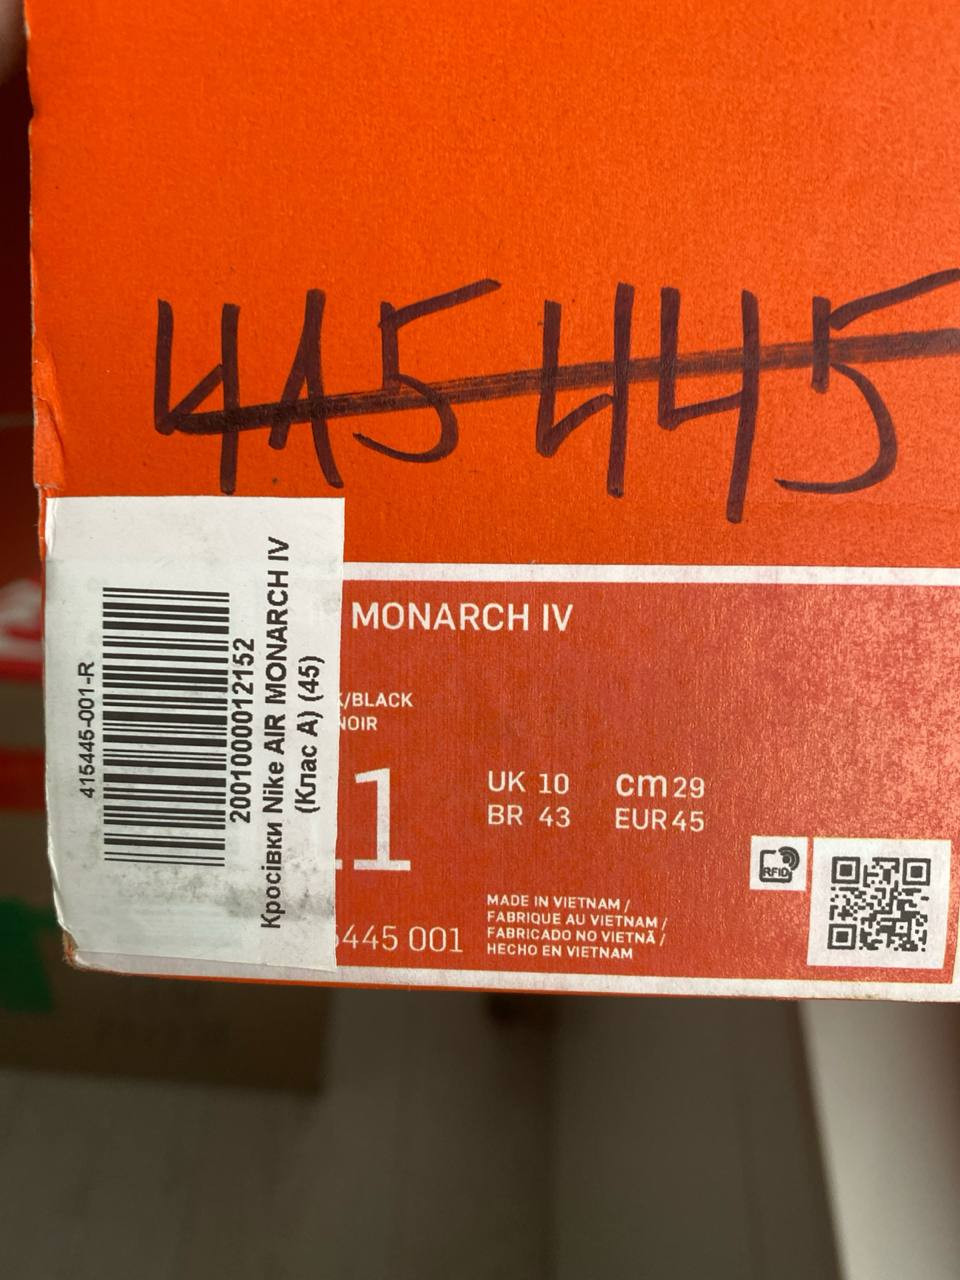 415 445
415445-001-R
2001000012152
Кросівки Nike AIR MONARCH IV
(Клас А) (45)
MONARCH IV
/BLACK
NOIR
11
UK 10 cm 29
BR 43 EUR 45
RFID
5445 001
MADE IN VIETNAM /
FABRIQUE AU VIETNAM /
FABRICADO NO VIETNÃ /
HECHO EN VIETNAM